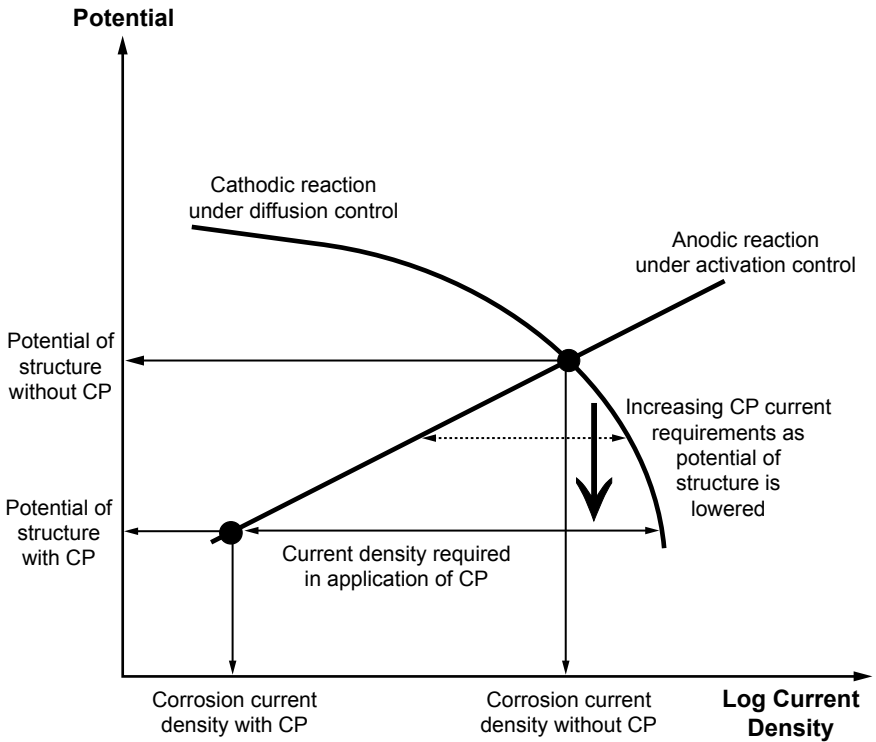 Potential
Cathodic reaction
under diffusion control
Anodic reaction
under activation control
Potential of
structure
without CP
Increasing CP current
requirements as
potential of
structure is
lowered
Potential of
structure
with CP
Current density required
in application of CP
Corrosion current
density with CP
Corrosion current
density without CP
Log Current
Density